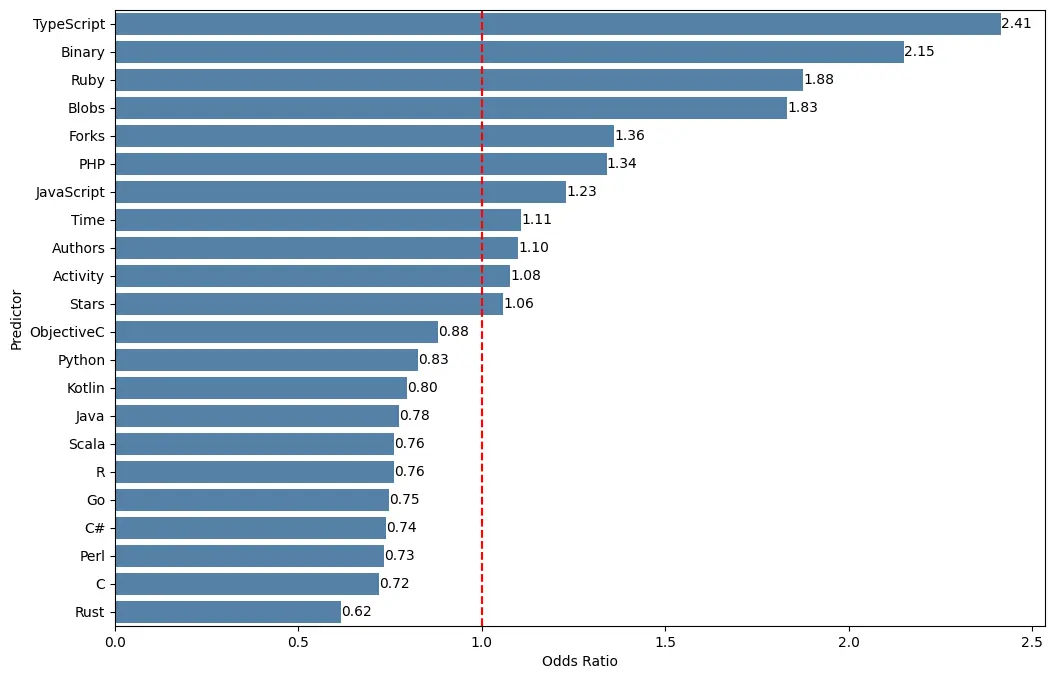 TypeScript 2.41
Binary 2.15
Ruby 1.88
Blobs 1.83
Forks 1.36
PHP 1.34
JavaScript 1.23
Time 1.11
Authors 1.10
Activity 1.08
Stars 1.06
ObjectiveC 0.88
Python 0.83
Kotlin 0.80
Java 0.78
Scala 0.76
R 0.76
Go 0.75
C# 0.74
Perl 0.73
C 0.72
Rust 0.62
Predictor
0.0 0.5 1.0 1.5 2.0 2.5
Odds Ratio